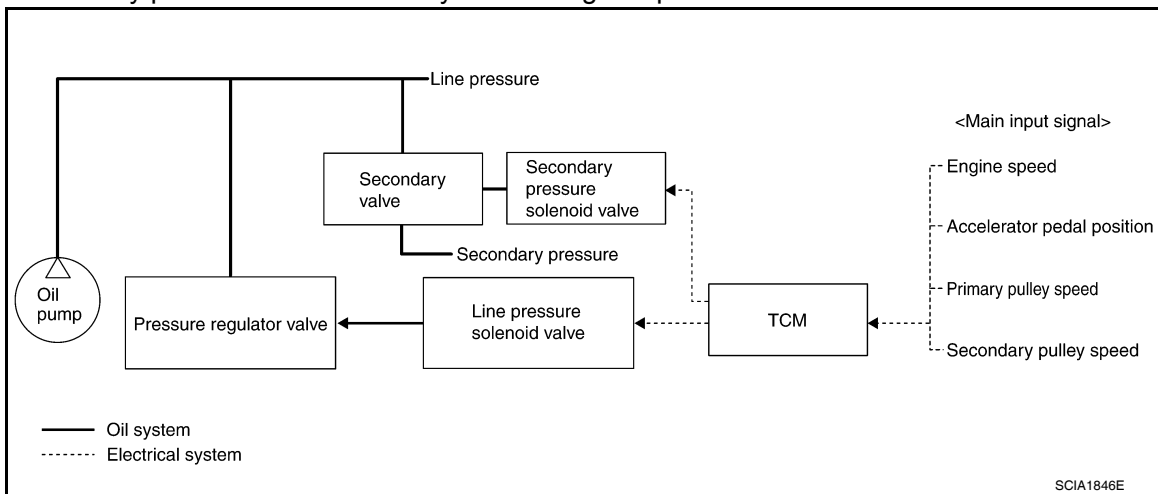 Line pressure
<Main input signal>
Secondary
valve
Secondary
pressure
solenoid valve
Engine speed
Accelerator pedal position
Secondary pressure
Oil
pump
Pressure regulator valve
Line pressure
solenoid valve
TCM
Primary pulley speed
Secondary pulley speed
Oil system
Electrical system
SCIA1846E